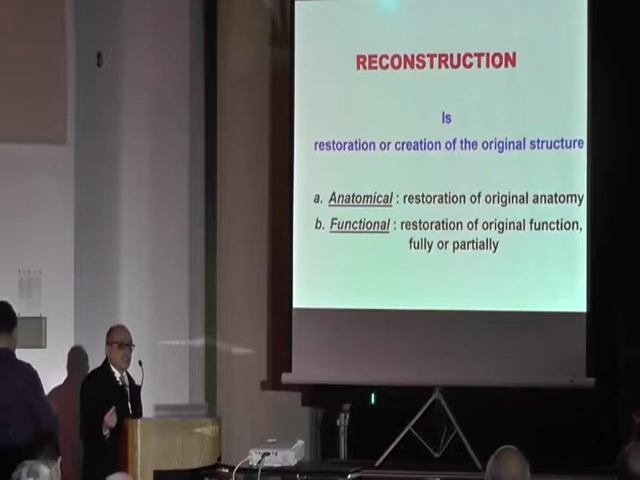 RECONSTRUCTION
Is
restoration or creation of the original structure
a. Anatomical : restoration of original anatomy
b. Functional : restoration of original function,
fully or partially